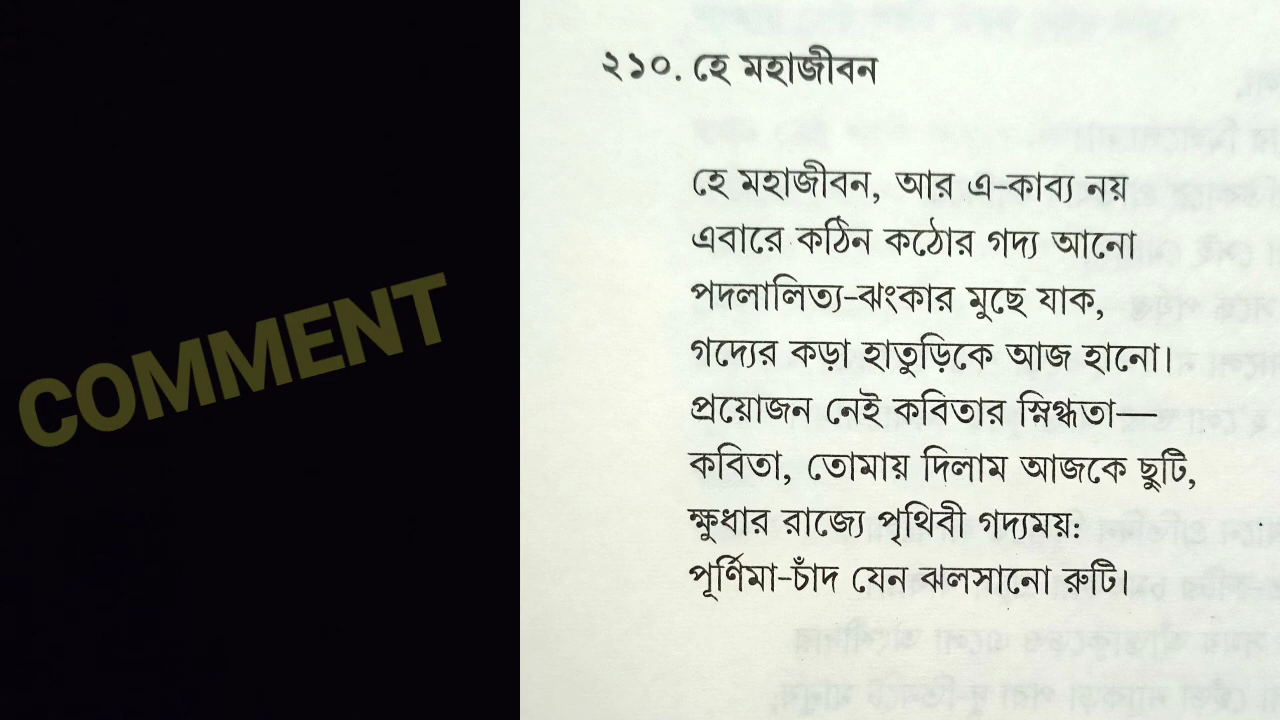 COMMENT
২১০. হে মহাজীবন
হে মহাজীবন, আর এ-কাব্য নয়
এবারে কঠিন কঠোর গদ্য আনো
পদলালিত্য-ঝংকার মুছে যাক,
গদ্যের কড়া হাতুড়িকে আজ হানো।
প্রয়োজন নেই কবিতার স্নিগ্ধতা—
কবিতা, তোমায় দিলাম আজকে ছুটি,
ক্ষুধার রাজ্যে পৃথিবী গদ্যময়:
পূর্ণিমা-চাঁদ যেন ঝলসানো রুটি।